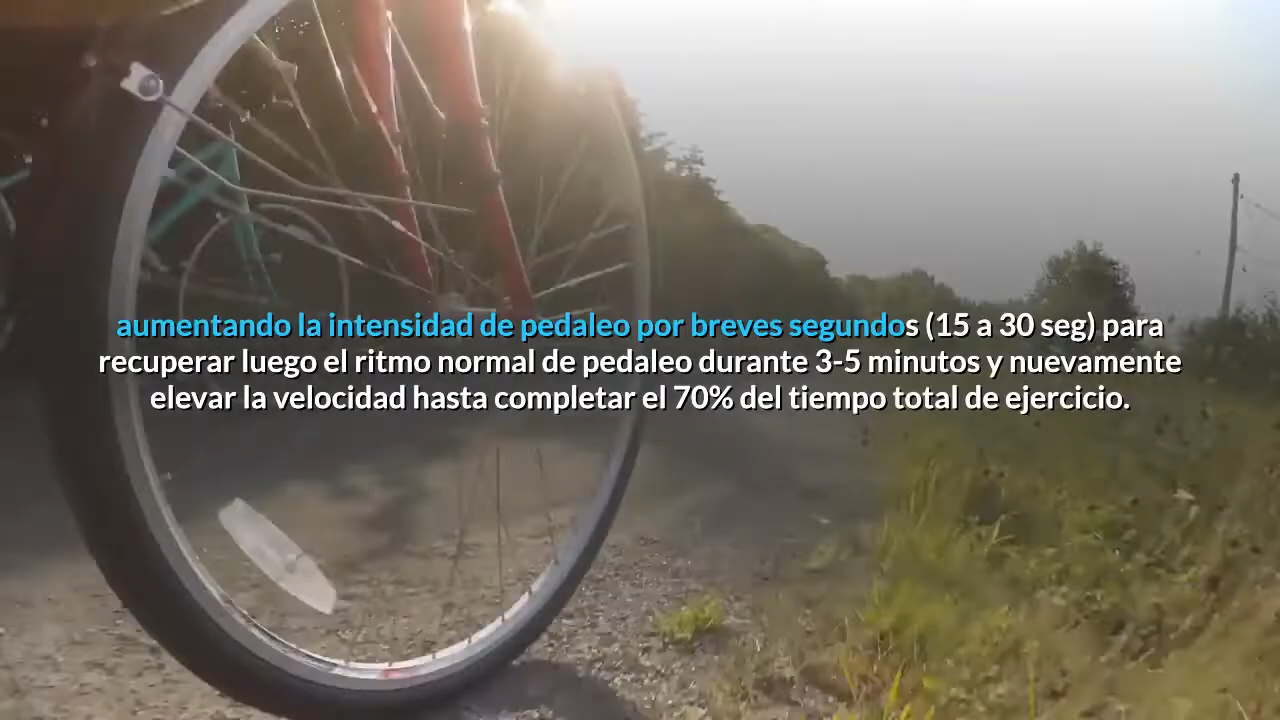 aumentando la intensidad de pedaleo por breves segundos (15 a 30 seg) para
recuperar luego el ritmo normal de pedaleo durante 3-5 minutos y nuevamente
elevar la velocidad hasta completar el 70% del tiempo total de ejercicio.